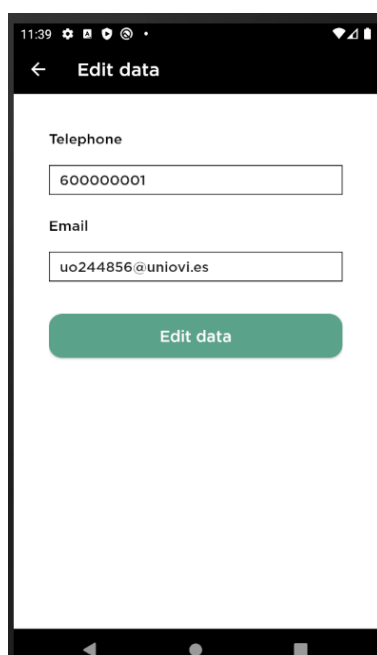 11:39
Edit data
Telephone
600000001
Email
uo244856@uniovi.es
Edit data